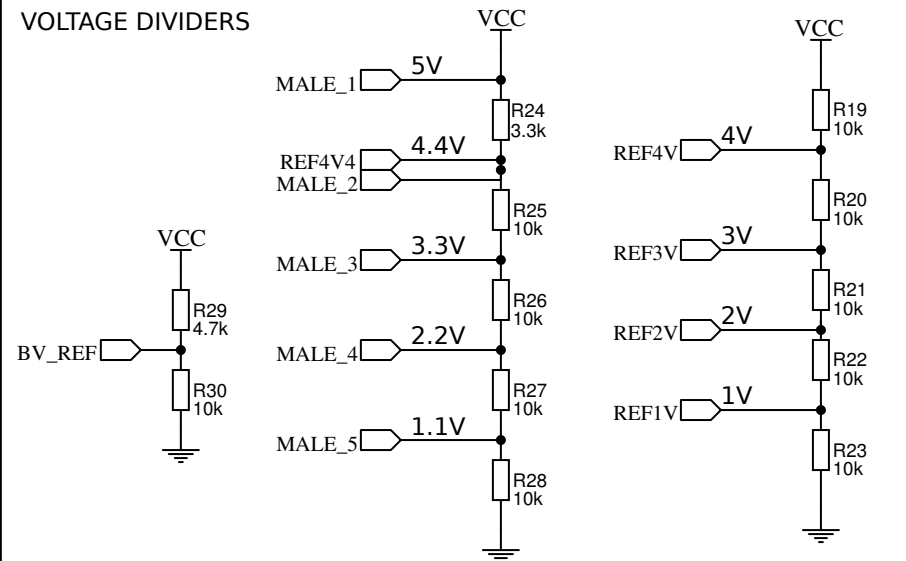 VOLTAGE DIVIDERS
VCC
MALE_1
5V
R24
3.3k
REF4V4
4.4V
MALE_2
R25
10k
MALE_3
3.3V
R26
10k
MALE_4
2.2V
R27
10k
MALE_5
1.1V
R28
10k
VCC
R29
4.7k
BV_REF
R30
10k
VCC
R19
10k
REF4V
4V
R20
10k
REF3V
3V
R21
10k
REF2V
2V
R22
10k
REF1V
1V
R23
10k